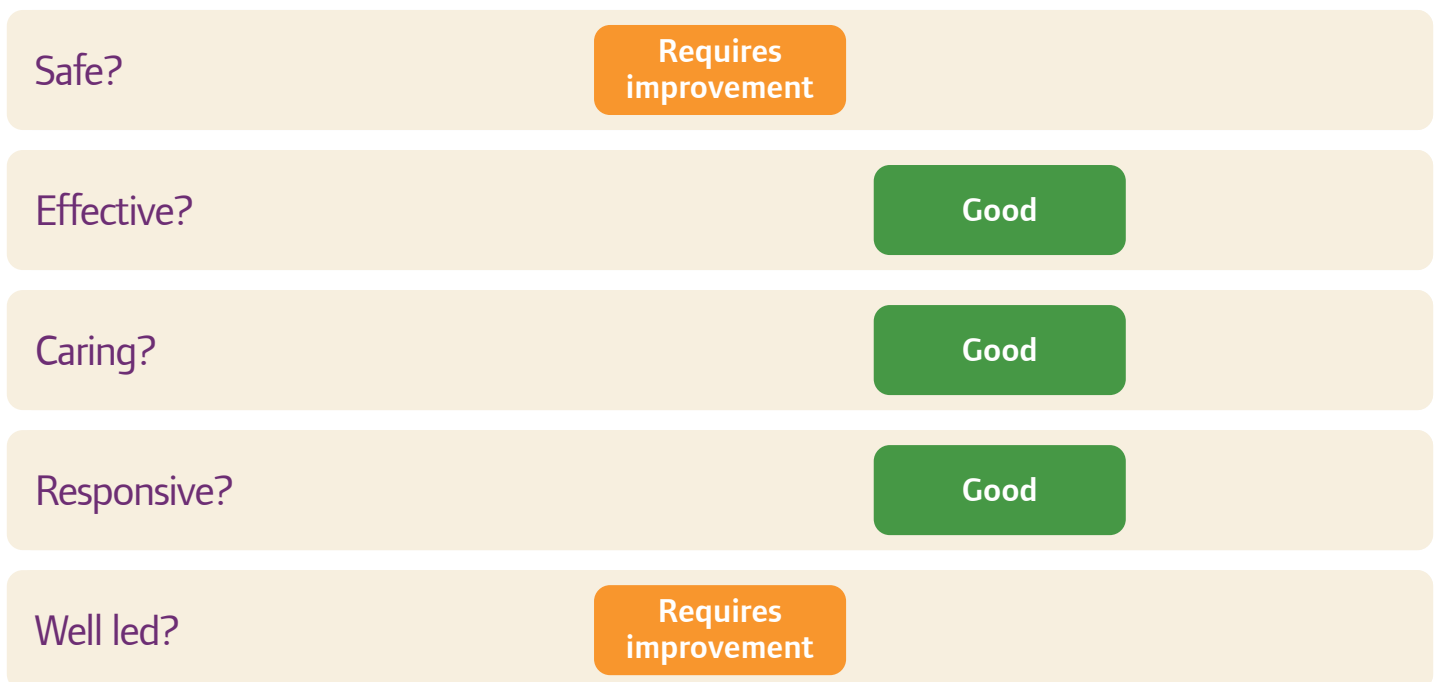 Safe?
Requires
improvement
Effective?
Good
Caring?
Good
Responsive?
Good
Well led?
Requires
improvement